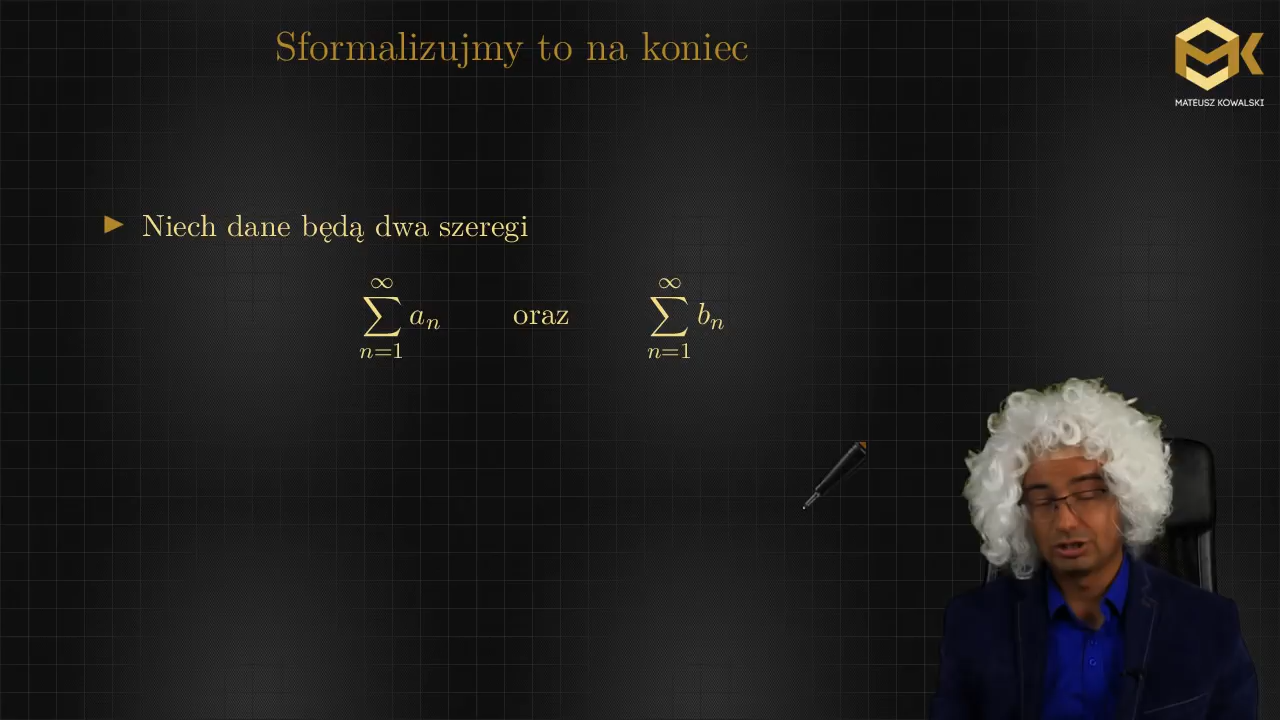 Sformalizujmy to na koniec
MATEUSZ KOWALSKI
Niech dane będą dwa szeregi
∑_{n=1}^{∞} a_n oraz ∑_{n=1}^{∞} b_n